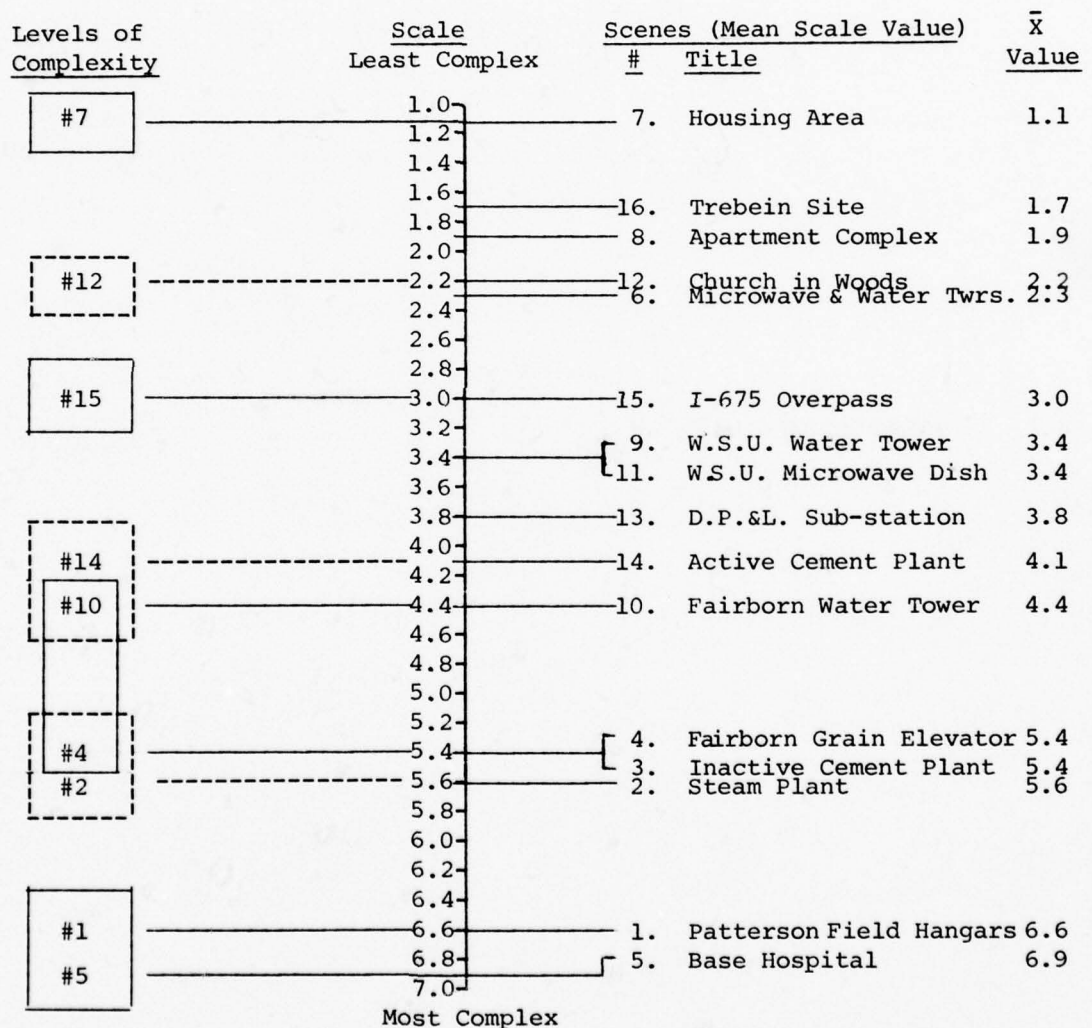 Levels of Scale Scenes (Mean Scale Value) X̄
Complexity Least Complex # Title Value
1.0
#7 7. Housing Area 1.1
1.2
1.4
1.6
16. Trebein Site 1.7
1.8
8. Apartment Complex 1.9
2.0
#12 2.2 12. Church in Woods 2.2
6. Microwave & Water Twrs. 2.3
2.4
2.6
2.8
#15 3.0 15. I-675 Overpass 3.0
3.2
9. W.S.U. Water Tower 3.4
3.4
11. W.S.U. Microwave Dish 3.4
3.6
3.8 13. D.P.&L. Sub-station 3.8
4.0
#14 14. Active Cement Plant 4.1
4.2
#10 4.4 10. Fairborn Water Tower 4.4
4.6
4.8
5.0
5.2
4. Fairborn Grain Elevator 5.4
#4 5.4
3. Inactive Cement Plant 5.4
#2 5.6 2. Steam Plant 5.6
5.8
6.0
6.2
6.4
#1 6.6 1. Patterson Field Hangars 6.6
6.8 5. Base Hospital 6.9
#5
7.0
Most Complex